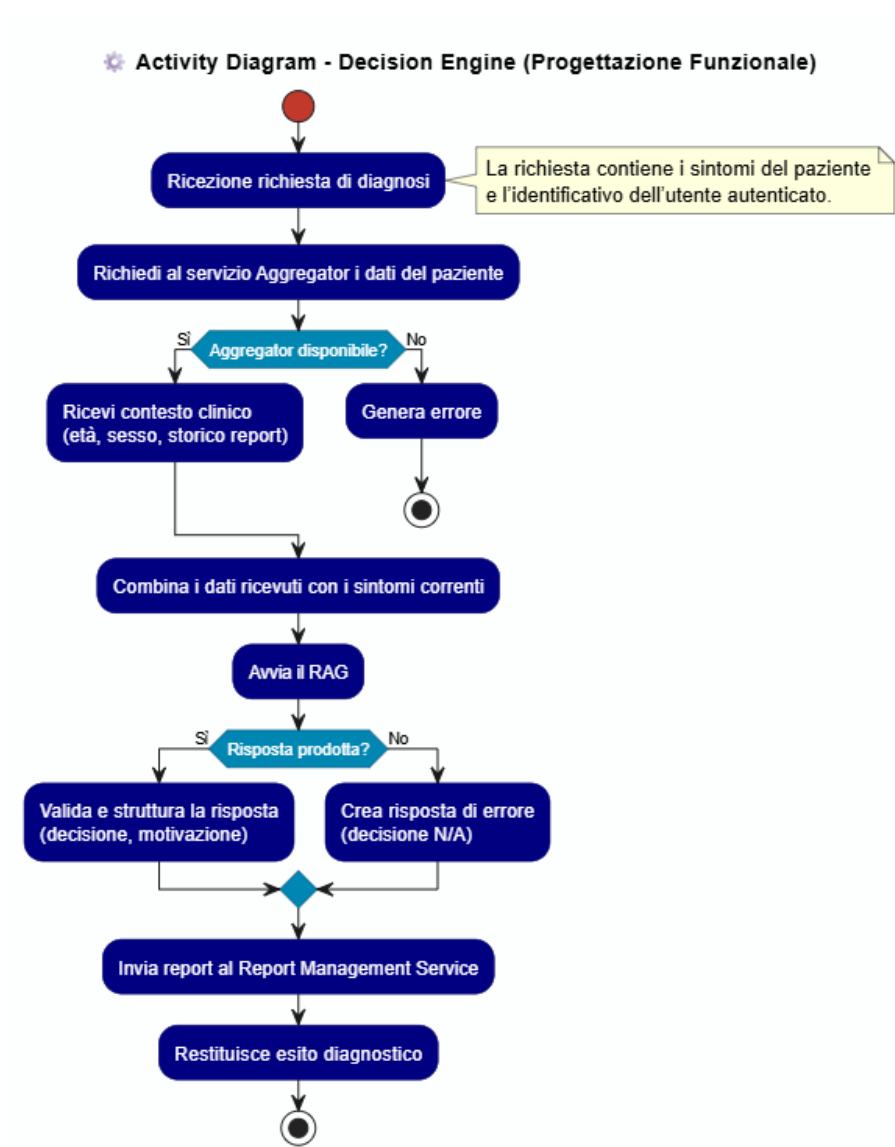 Activity Diagram - Decision Engine (Progettazione Funzionale)
Ricezione richiesta di diagnosi
La richiesta contiene i sintomi del paziente
e l'identificativo dell'utente autenticato.
Richiedi al servizio Aggregator i dati del paziente
Sì
Aggregator disponibile?
No
Ricevi contesto clinico
(età, sesso, storico report)
Genera errore
Combina i dati ricevuti con i sintomi correnti
Avvia il RAG
Sì
Risposta prodotta?
No
Valida e struttura la risposta
(decisione, motivazione)
Crea risposta di errore
(decisione N/A)
Invia report al Report Management Service
Restituisce esito diagnostico